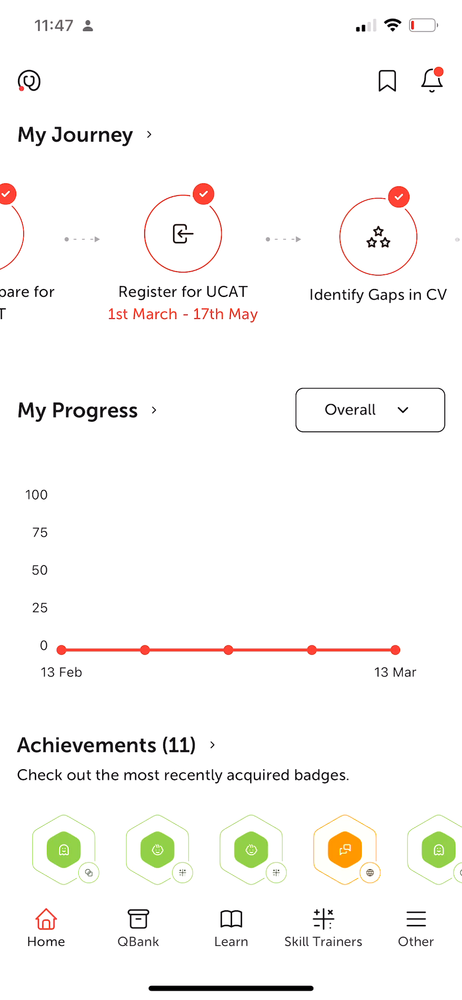 11:47
My Journey
pare for
T
Register for UCAT
1st March - 17th May
Identify Gaps in CV
My Progress
Overall
100
75
50
25
0
13 Feb
13 Mar
Achievements (11)
Check out the most recently acquired badges.
Home
QBank
Learn
Skill Trainers
Other